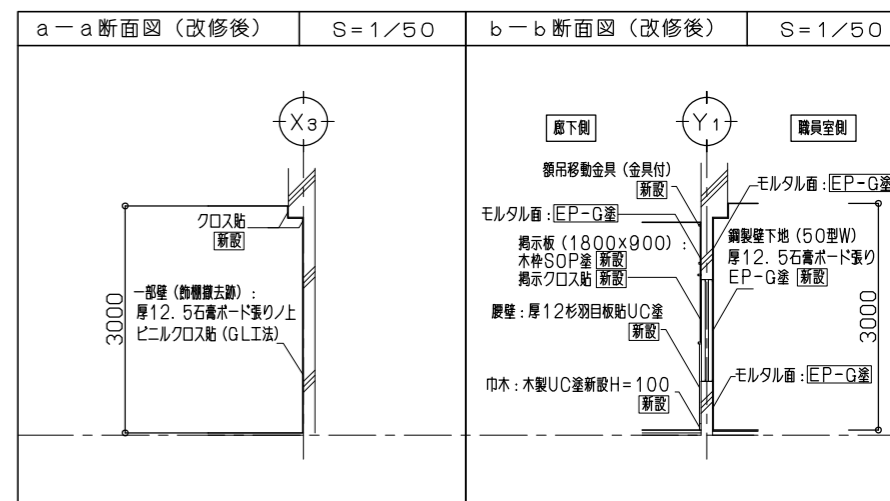 a－a断面図（改修後）
S=1／50
X3
クロス貼
新設
一部壁（飾棚撤去跡）：
厚12．5石膏ボード張りノ上
ビニルクロス貼（GL工法）
3000
b－b断面図（改修後）
S=1／50
廊下側
Y1
職員室側
額吊移動金具（金具付）
新設
モルタル面：EP－G塗
モルタル面：EP－G塗
掲示板（1800×900）：
木枠SOP塗 新設
掲示クロス貼 新設
鋼製壁下地（50型W）
厚12．5石膏ボード張り
EP－G塗 新設
腰壁：厚12杉羽目板貼UC塗
新設
モルタル面：EP－G塗
巾木：木製UC塗新設H=100
新設
3000